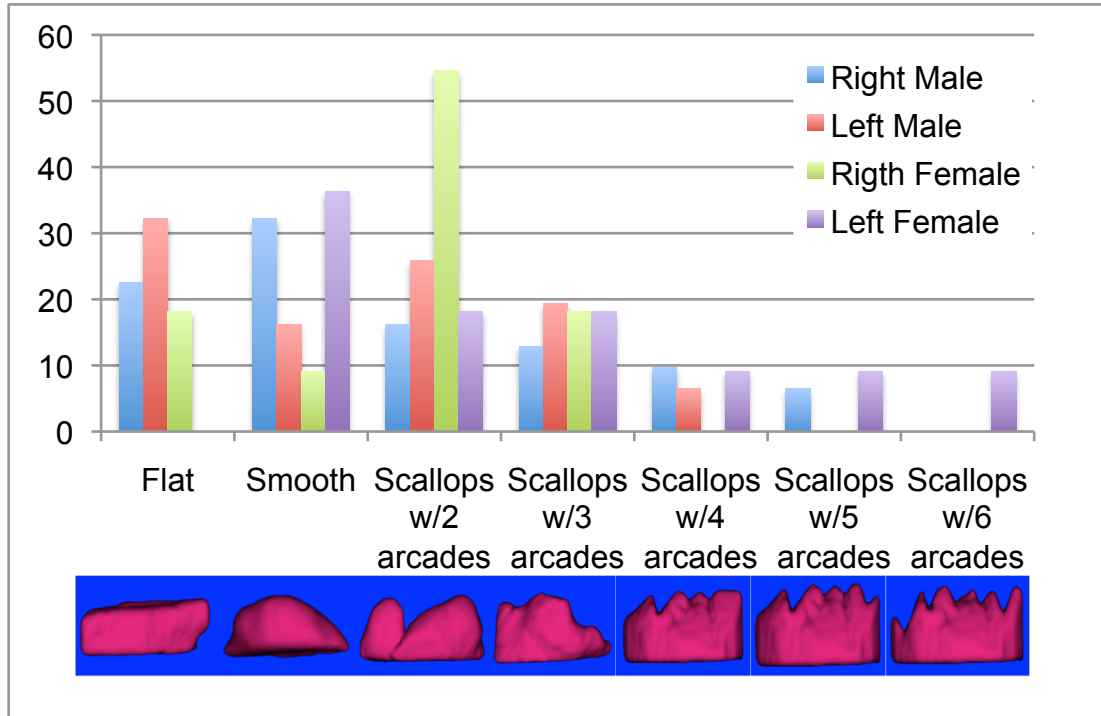 60
50
40
30
20
10
0
Right Male
Left Male
Rigth Female
Left Female
Flat
Smooth
Scallops
w/2
arcades
Scallops
w/3
arcades
Scallops
w/4
arcades
Scallops
w/5
arcades
Scallops
w/6
arcades